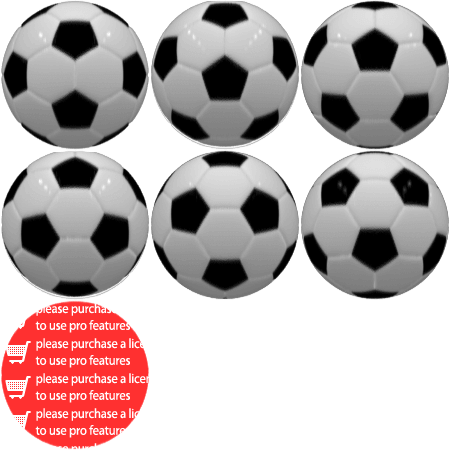 please purchas
to use pro features
please purchase a lice
to use pro features
please purchase a licen
to use pro features
please purchase a lic
to use pro feature